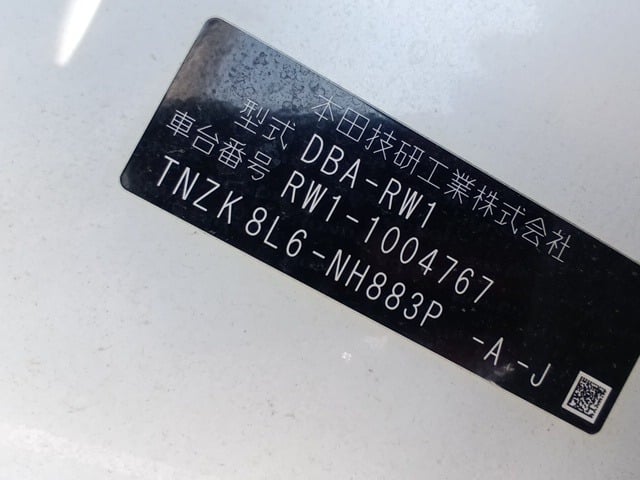 本田技研工業株式会社
型式 DBA-RW1
車台番号 RW1-1004767
TNZK 8L6-NH883P -A-J